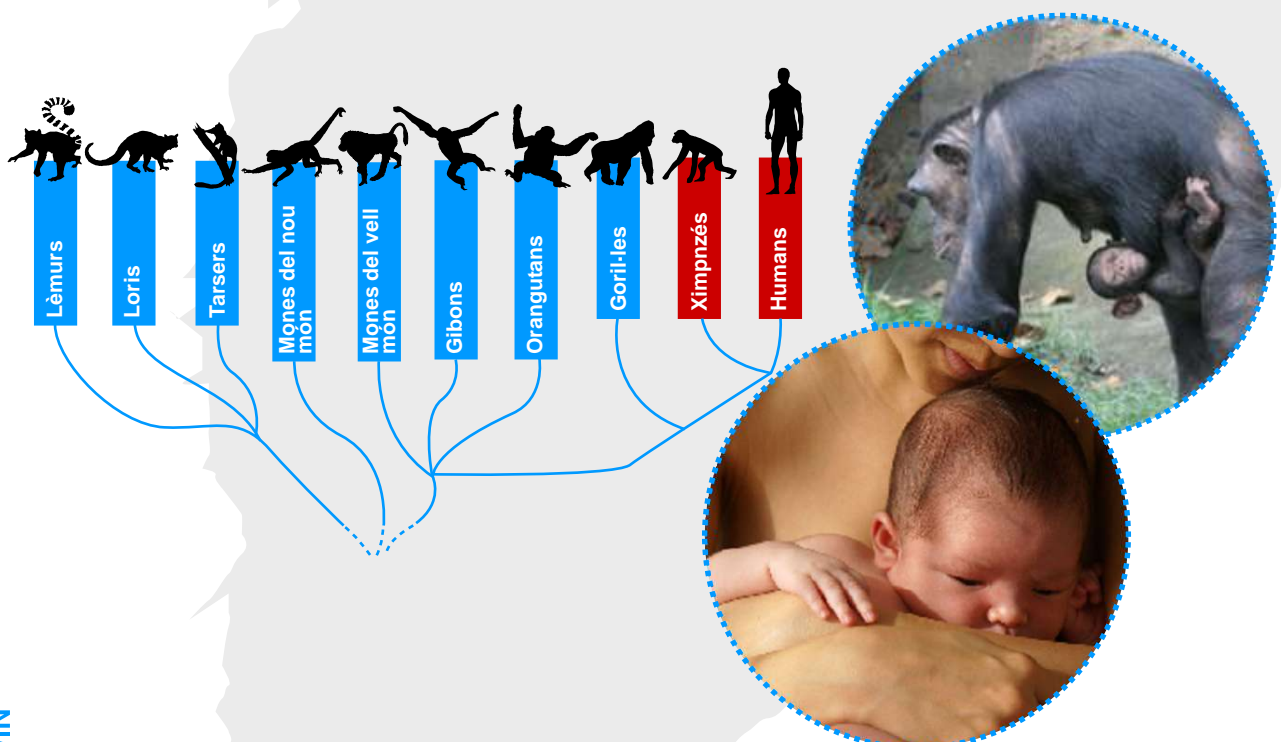 Lèmurs
Loris
Tarsers
Mones del nou
món
Mones del vell
món
Gibons
Orangutans
Goril·les
Ximpnzés
Humans